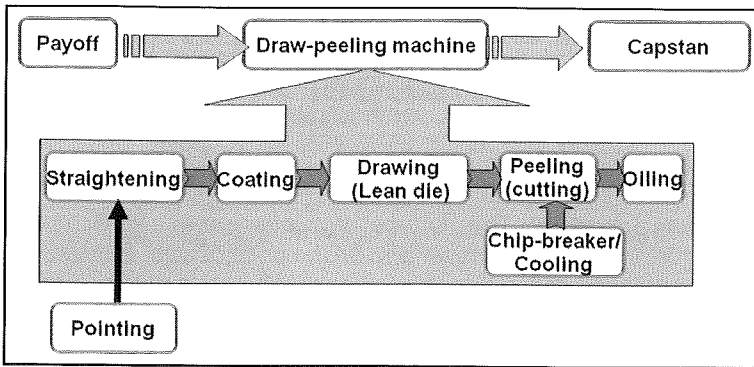 Payoff
Draw-peeling machine
Capstan
Straightening
Coating
Drawing
(Lean die)
Peeling
(cutting)
Oiling
Chip-breaker/
Cooling
Pointing